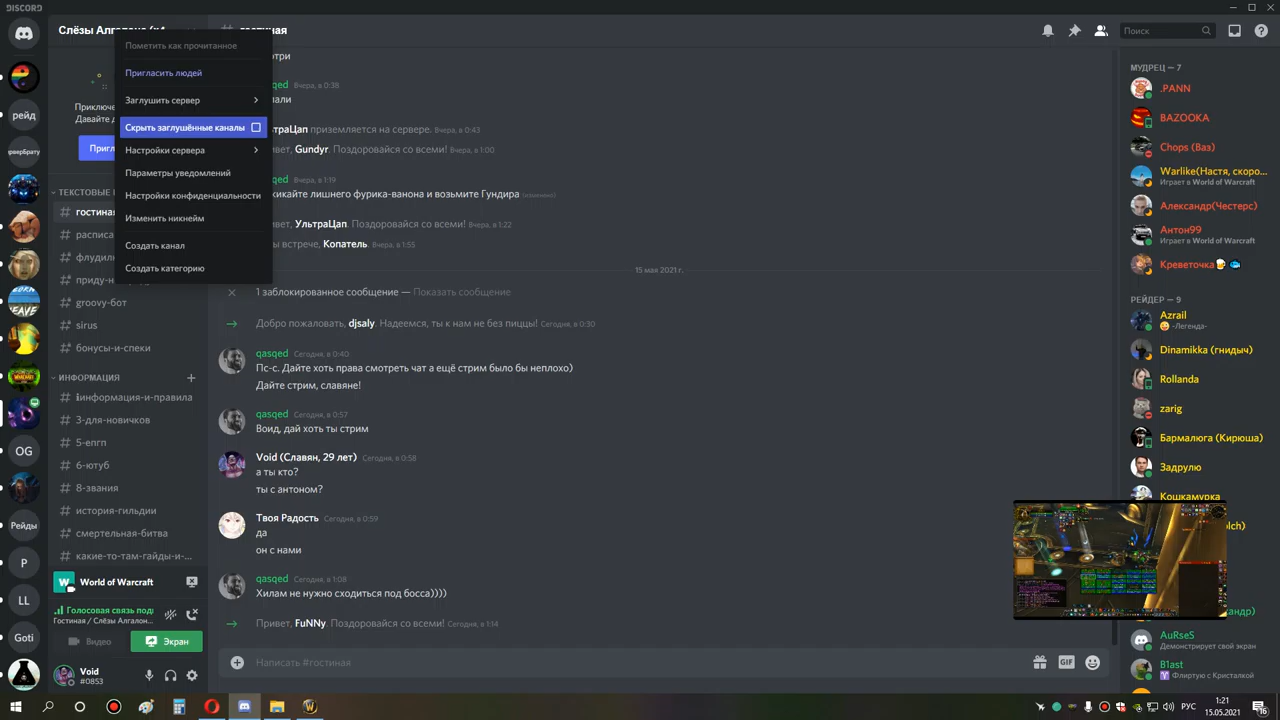 DISCORD
Слёзы Алгалона
гостиная
Поиск
Пометить как прочитанное
Пригласить людей
Заглушить сервер
Скрыть заглушённые каналы
Настройки сервера
Параметры уведомлений
Настройки конфиденциальности
Изменить никнейм
Создать канал
Создать категорию
рейд
Рейды
OG
P
LL
Goti
ТЕКСТОВЫЕ
гостиная
расписа
флудил
приду-н
groovy-бот
sirus
бонусы-и-спеки
ИНФОРМАЦИЯ
1информация-и-правила
3-для-новичков
5-епгп
6-ютуб
8-звания
история-гильдии
смертельная-битва
какие-то-там-гайды-и-...
World of Warcraft
Голосовая связь подк
Гостиная / Слёзы Алгалон...
Видео
Экран
Void
#0853
отри
qasqed Вчера, в 0:38
вали
ьтраЦап приземляется на сервере. Вчера, в 0:43
ивет, Gundyr. Поздоровайся со всеми! Вчера, в 1:00
qasqed Вчера, в 1:19
кикайте лишнего фурика-ванона и возьмите Гундира (изменено)
ивет, УльтраЦап. Поздоровайся со всеми! Вчера, в 1:22
ы встрече, Копатель. Вчера, в 1:55
15 мая 2021 г.
1 заблокированное сообщение — Показать сообщение
Добро пожаловать, djsaly. Надеемся, ты к нам не без пиццы! Сегодня, в 0:30
qasqed Сегодня, в 0:40
Пс-с. Дайте хоть права смотреть чат а ещё стрим было бы неплохо)
Дайте стрим, славяне!
qasqed Сегодня, в 0:57
Воид, дай хоть ты стрим
Void (Славян, 29 лет) Сегодня, в 0:58
а ты кто?
ты с антоном?
Твоя Радость Сегодня, в 0:59
да
он с нами
qasqed Сегодня, в 1:08
Хилам не нужно сходиться под босса))))
Привет, FuNNy. Поздоровайся со всеми! Сегодня, в 1:14
Написать #гостиная
GIF
МУДРЕЦ — 7
.PANN
BAZOOKA
Chops (Ваз)
Warlike(Настя, скоро...
Играет в World of Warcraft
Александр(Честерс)
Антон99
Играет в World of Warcraft
Креветочка
РЕЙДЕР — 9
Azrail
-Легенда-
Dinamikka (гнидыч)
Rollanda
zarig
Бармалюга (Кирюша)
Задрулю
Кошкамурка
AuRseS
Демонстрирует свой экран
B1ast
Флиртую с Кристалкой
РУС
1:21
15.05.2021
16